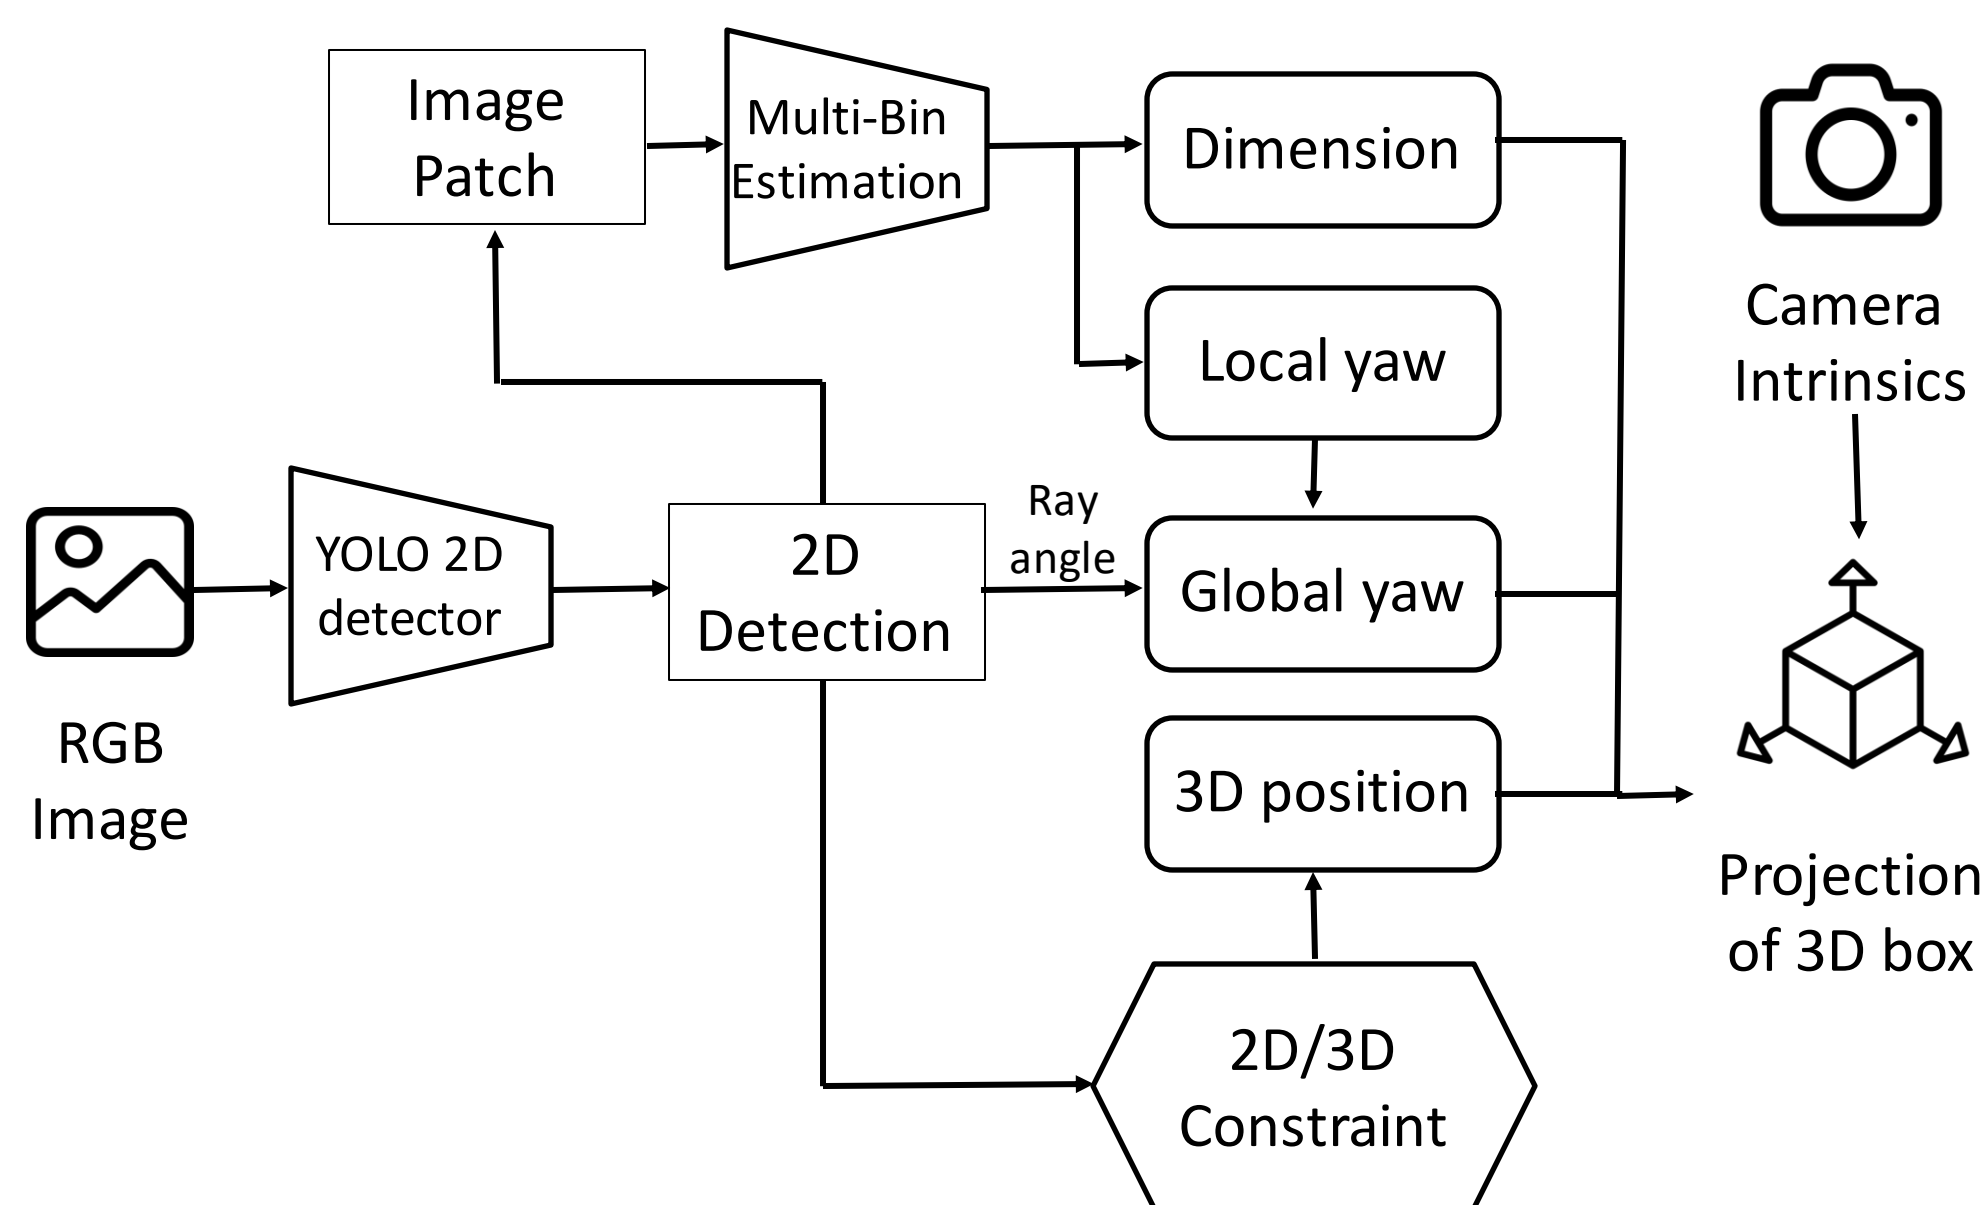 Image
Patch
Multi-Bin
Estimation
Dimension
Camera
Intrinsics
Local yaw
RGB
Image
YOLO 2D
detector
2D
Detection
Ray
angle
Global yaw
3D position
Projection
of 3D box
2D/3D
Constraint